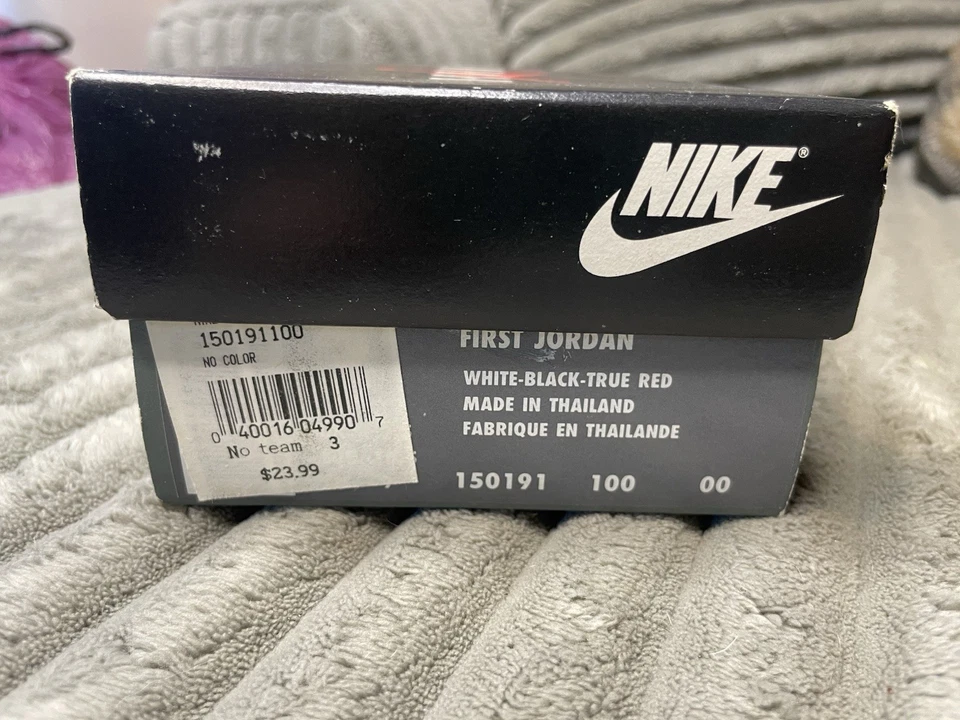 NIKE®
150191100
NO COLOR
0 40016 04990 7
No team 3
$23.99
FIRST JORDAN
WHITE-BLACK-TRUE RED
MADE IN THAILAND
FABRIQUE EN THAILANDE
150191 100 00